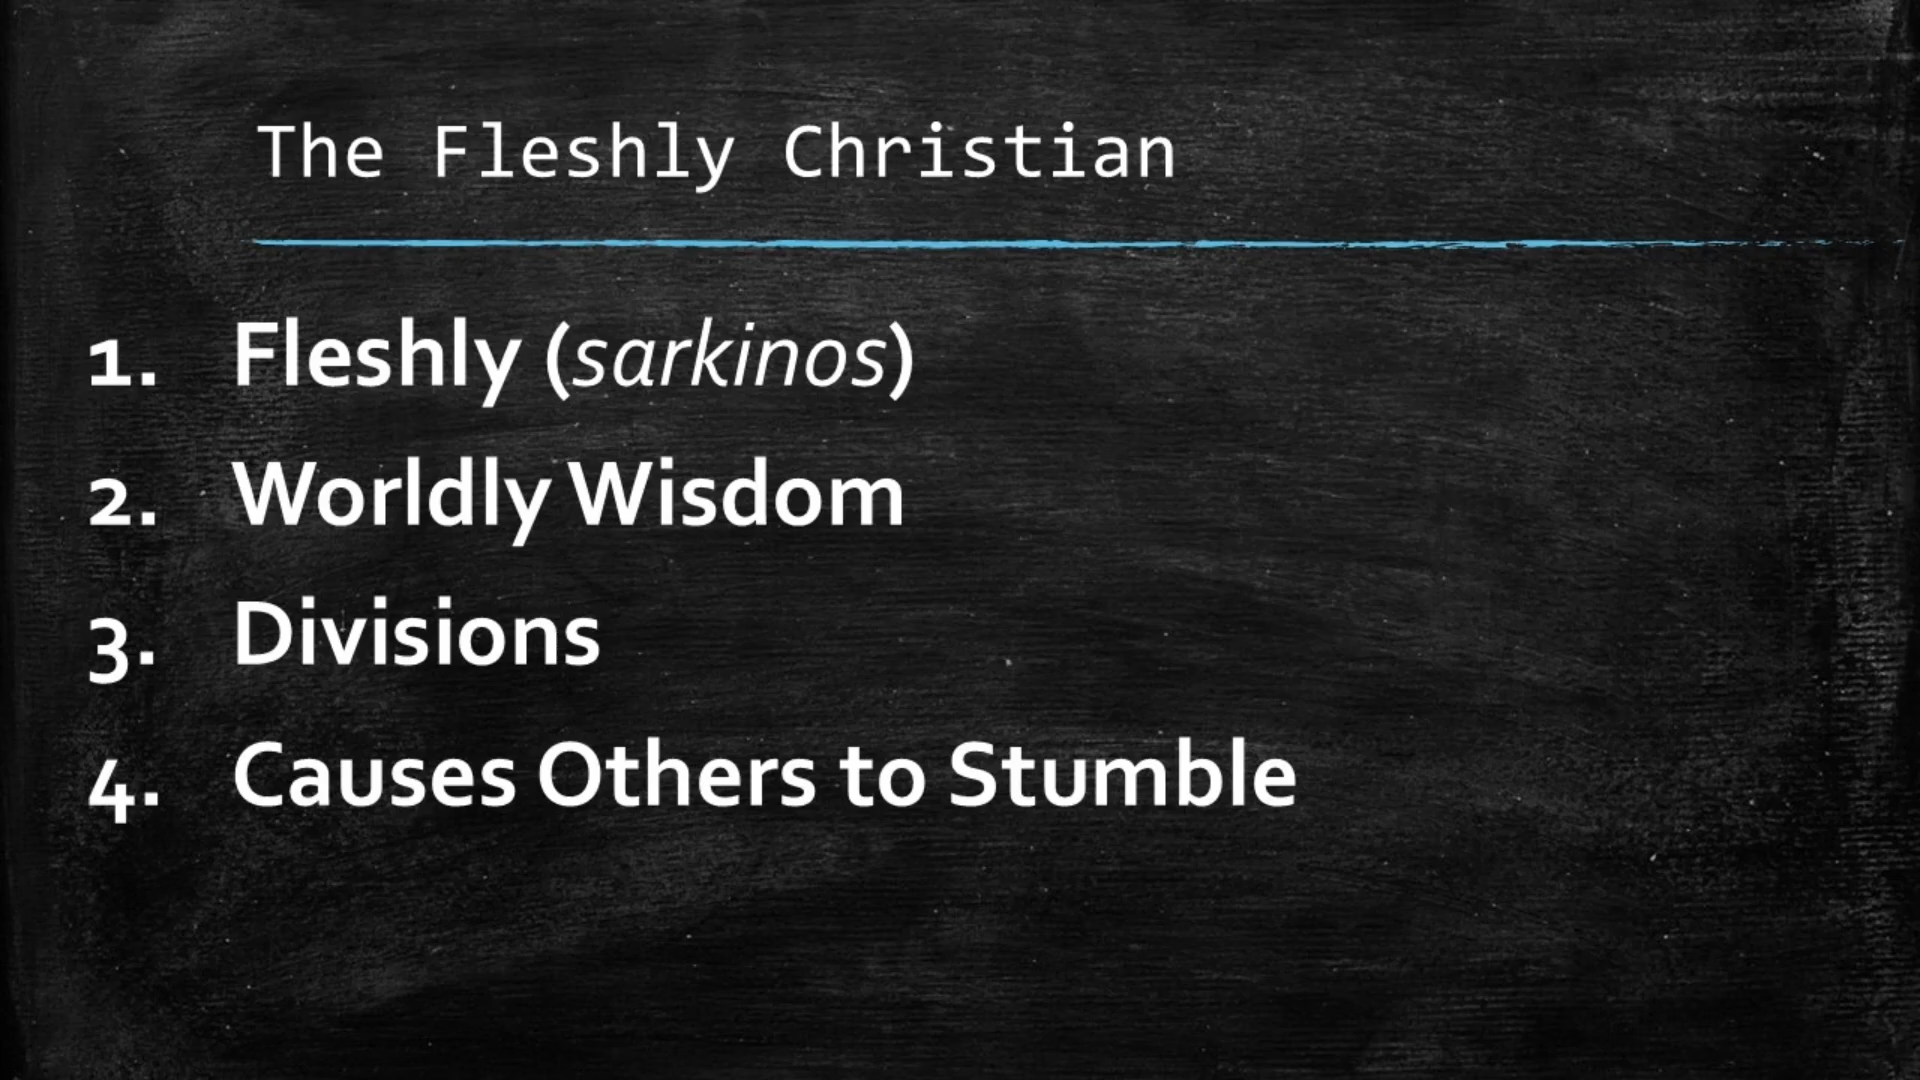 The Fleshly Christian
1. Fleshly (sarkinos)
2. Worldly Wisdom
3. Divisions
4. Causes Others to Stumble